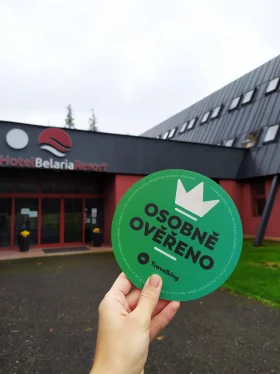 Hotel Belaria Resort
OSOBNĚ
OVĚŘENO
Travelking